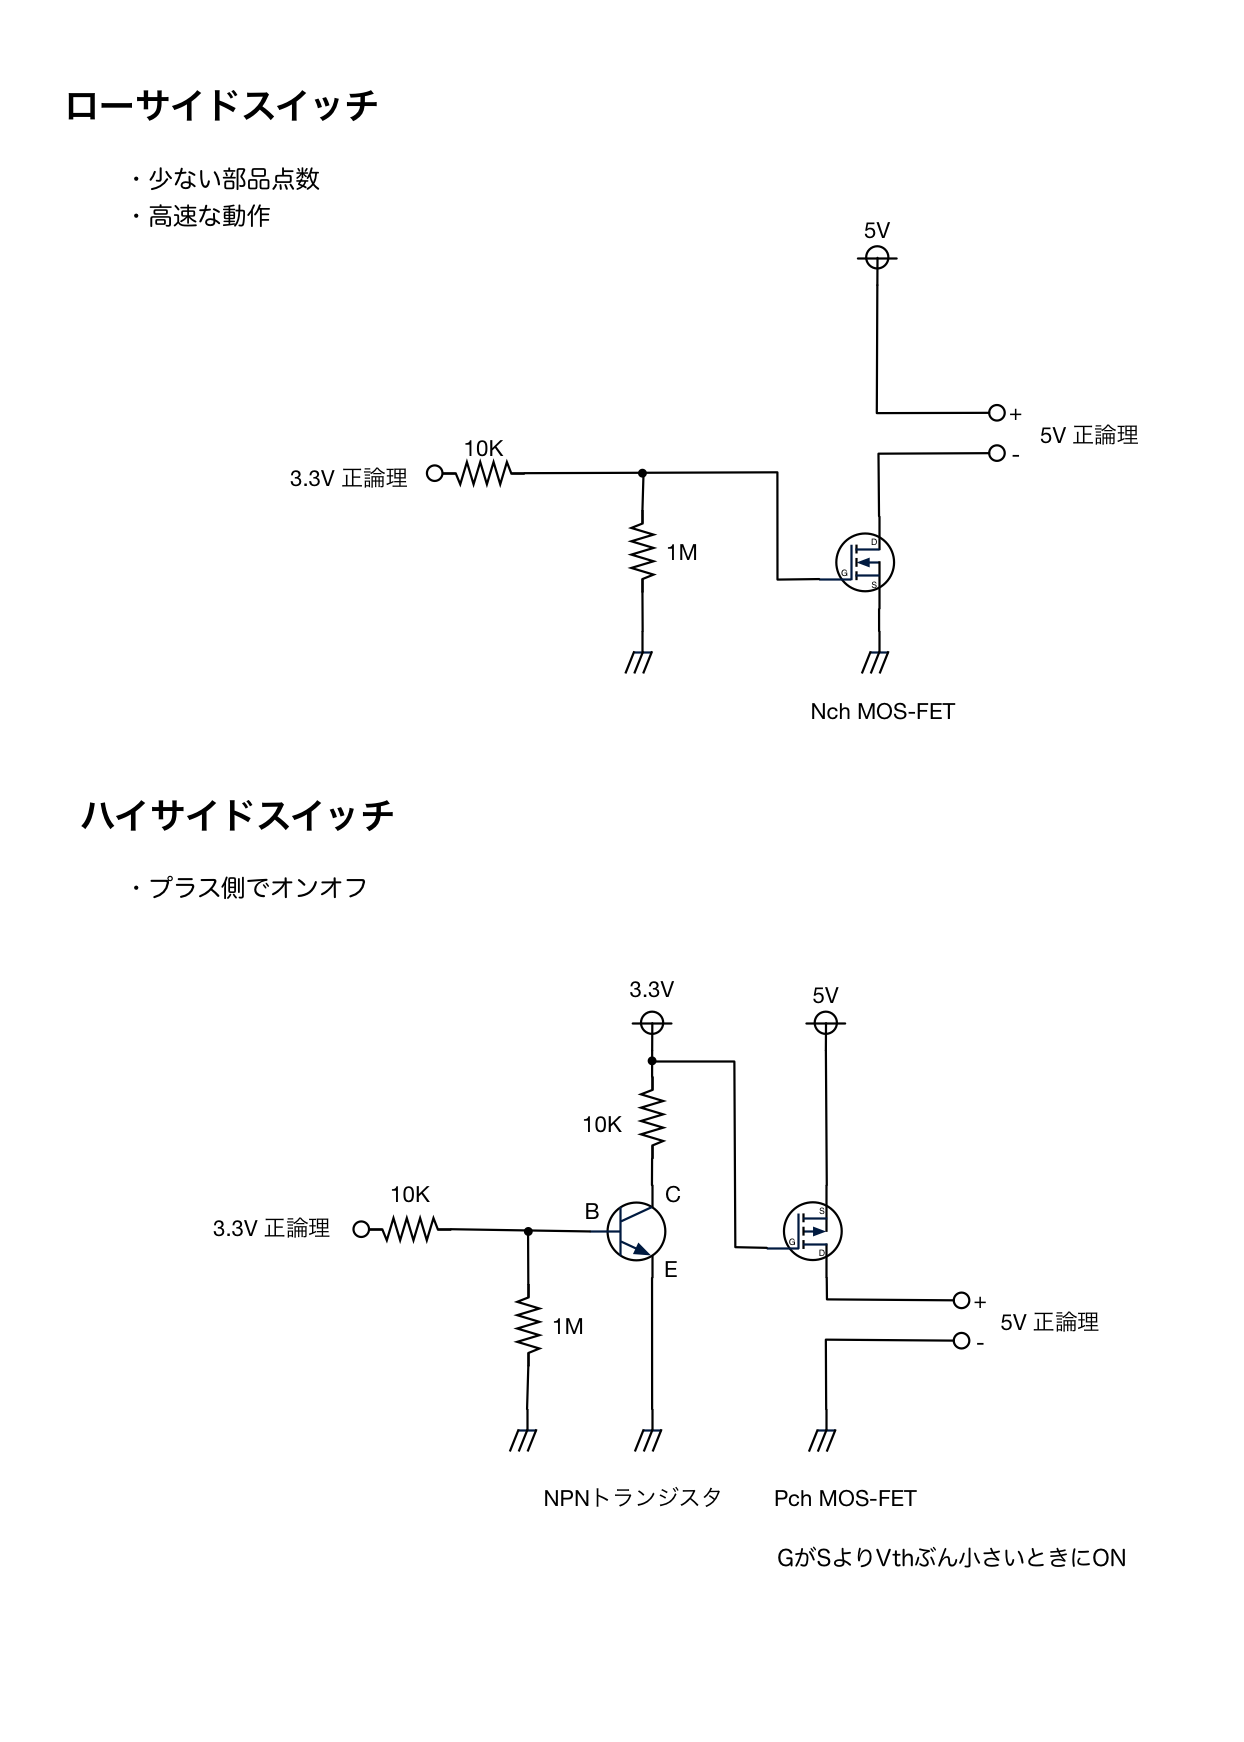 ローサイドスイッチ
・少ない部品点数
・高速な動作
5V
+
5V 正論理
-
10K
3.3V 正論理
1M
D
G
S
Nch MOS-FET
ハイサイドスイッチ
・プラス側でオンオフ
3.3V
5V
10K
10K
B
C
3.3V 正論理
E
S
G
D
1M
+
5V 正論理
-
NPNトランジスタ
Pch MOS-FET
GがSよりVthぶん小さいときにON